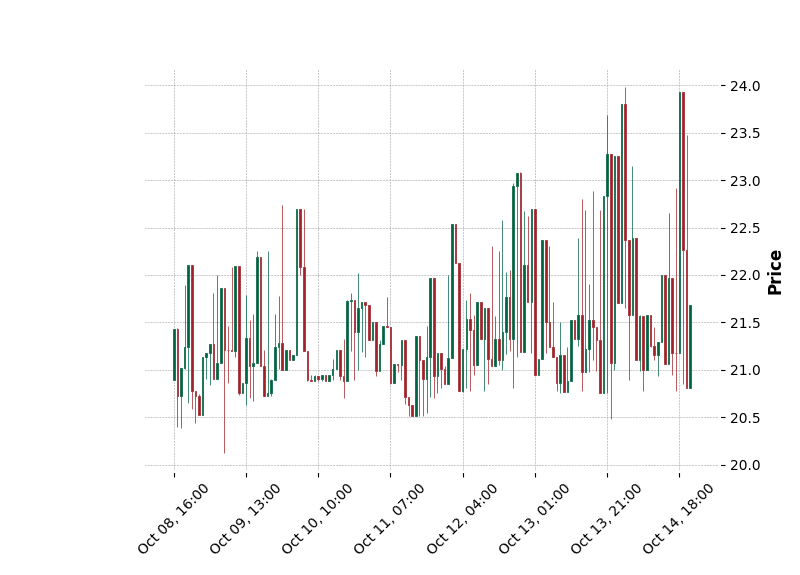 24.0
23.5
23.0
22.5
22.0
21.5
21.0
20.5
20.0
Price
Oct 08, 16:00
Oct 09, 13:00
Oct 10, 10:00
Oct 11, 07:00
Oct 12, 04:00
Oct 13, 01:00
Oct 13, 21:00
Oct 14, 18:00